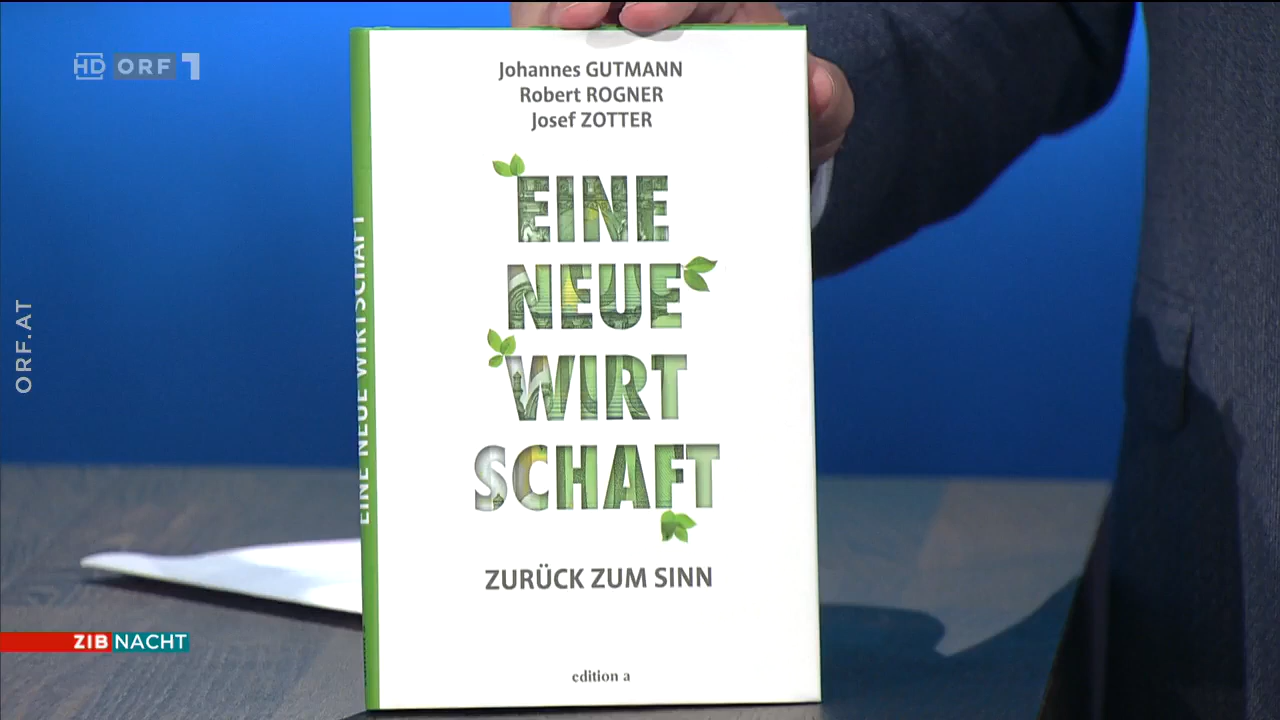 HD ORF 1
Johannes GUTMANN
Robert ROGNER
Josef ZOTTER
EINE
NEUE
WIRT
SCHAFT
ZURÜCK ZUM SINN
edition a
EINE NEUE WIRTSCHAFT
ORF.AT
ZIB NACHT